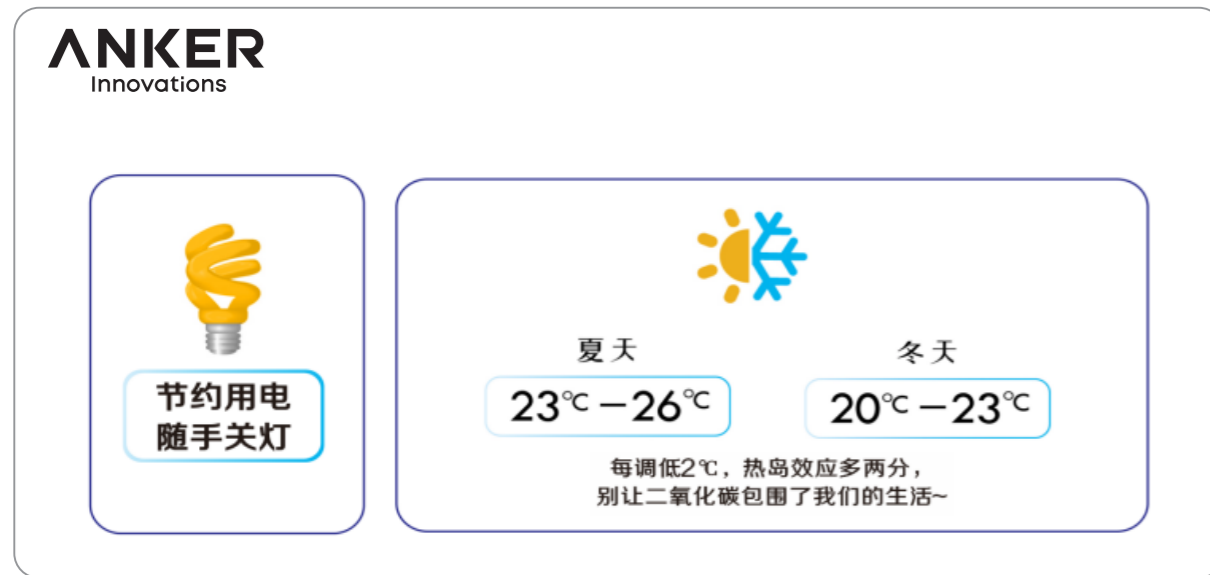 ANKER
Innovations
节约用电
随手关灯
夏天
冬天
23℃－26℃
20℃－23℃
每调低2℃，热岛效应多两分，
别让二氧化碳包围了我们的生活~